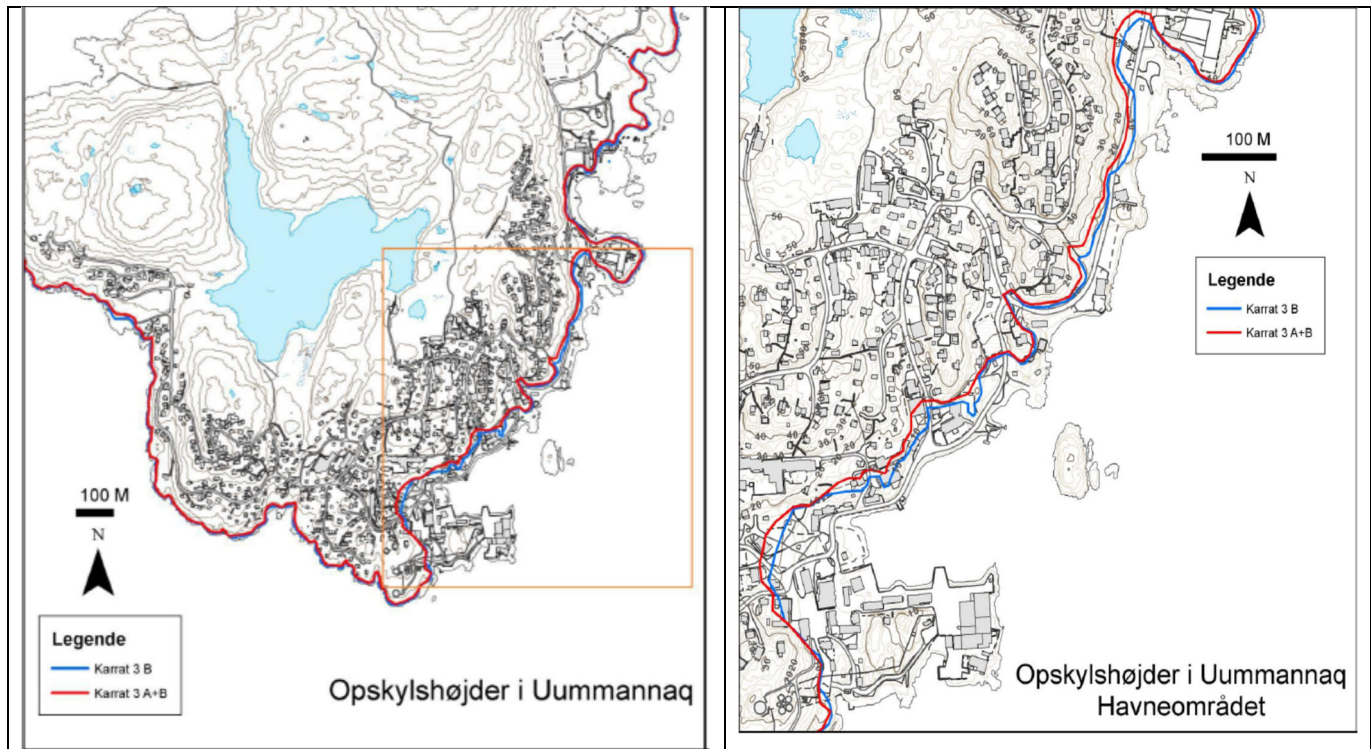 100 M
N
Legende
Karrat 3 B
Karrat 3 A+B
Opskylshøjder i Uummannaq
100 M
N
Legende
Karrat 3 B
Karrat 3 A+B
Opskylshøjder i Uummannaq
Havneområdet